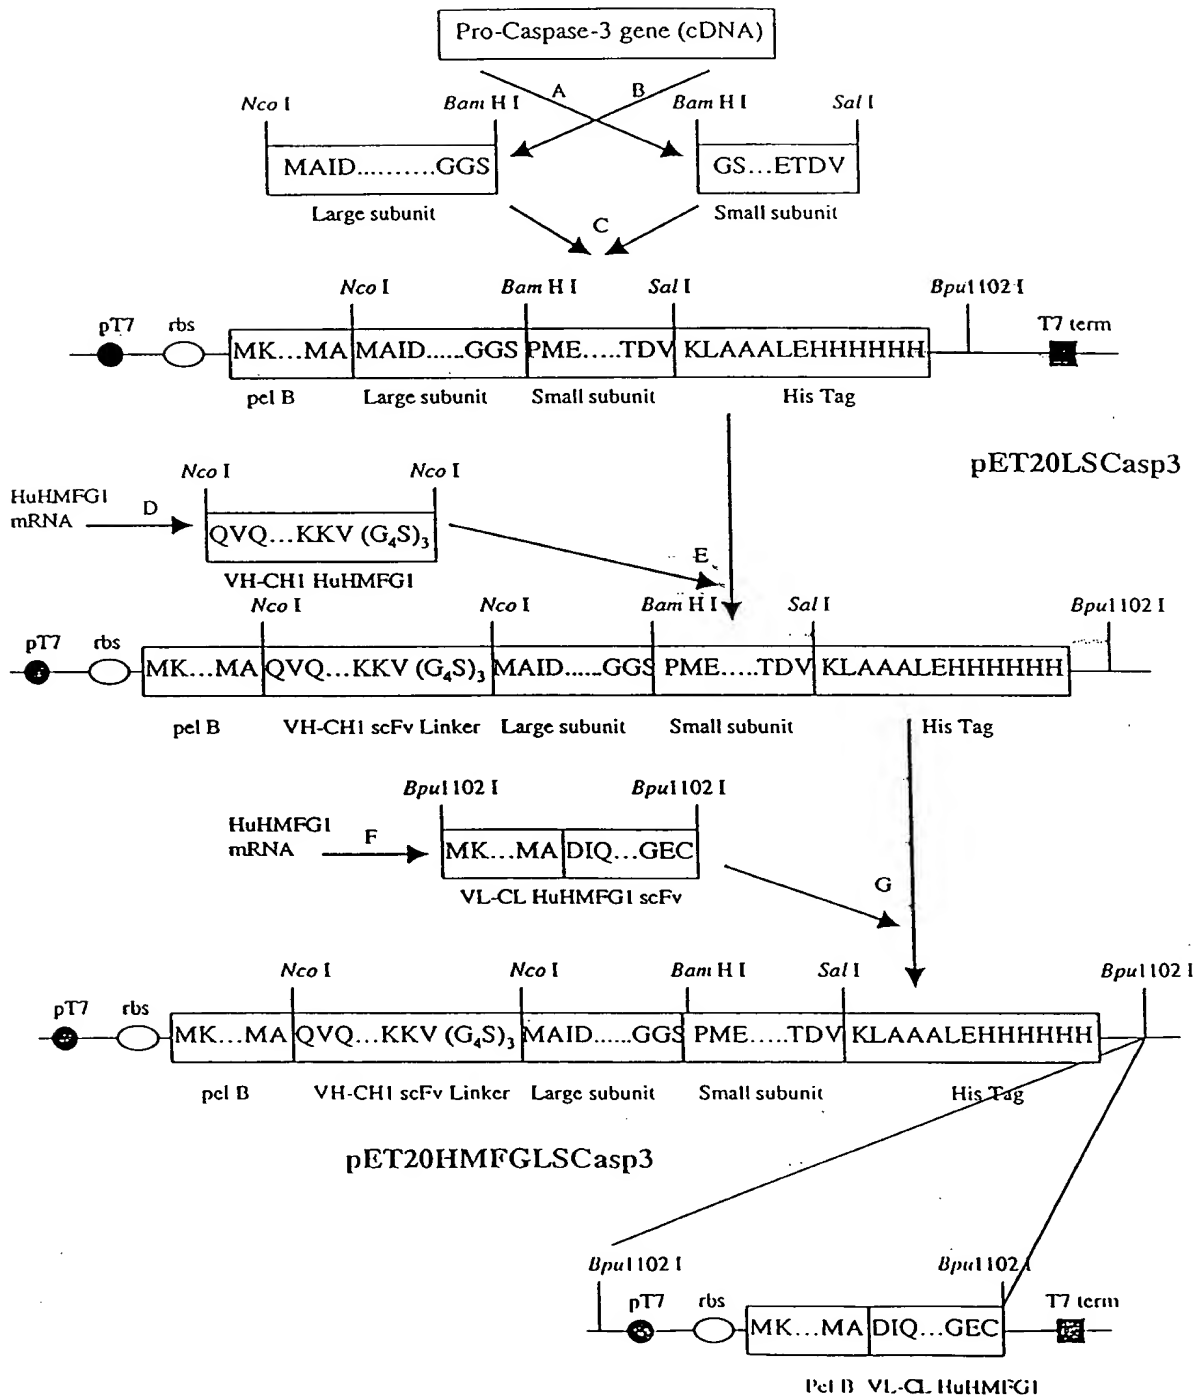 Pro-Caspase-3 gene (cDNA)
A B
Nco I Bam H I Bam H I Sal I
MAID..........GGS GS...ETDV
Large subunit Small subunit
C
Nco I Bam H I Sal I Bpu1102 I
pT7 rbs T7 term
MK...MA MAID.......GGS PME.....TDV KLAAALEHHHHHH
pel B Large subunit Small subunit His Tag
pET20LSCasp3
Nco I Nco I
HuHMFG1
mRNA
D
QVQ...KKV (G4S)3
VH-CH1 HuHMFG1
E
Nco I Nco I Bam H I Sal I Bpu1102 I
pT7 rbs
MK...MA QVQ...KKV (G4S)3 MAID.......GGS PME.....TDV KLAAALEHHHHHH
pel B VH-CH1 scFv Linker Large subunit Small subunit His Tag
Bpu1102 I Bpu1102 I
HuHMFG1
mRNA
F
MK...MA DIQ...GEC
VL-CL HuHMFG1 scFv
G
Nco I Nco I Bam H I Sal I Bpu1102 I
pT7 rbs
MK...MA QVQ...KKV (G4S)3 MAID......GGS PME.....TDV KLAAALEHHHHHH
pel B VH-CH1 scFv Linker Large subunit Small subunit His Tag
pET20HMFGLSCasp3
Bpu1102 I Bpu1102 I
pT7 rbs T7 term
MK...MA DIQ...GEC
Pel B VL-CL HuHMFG1